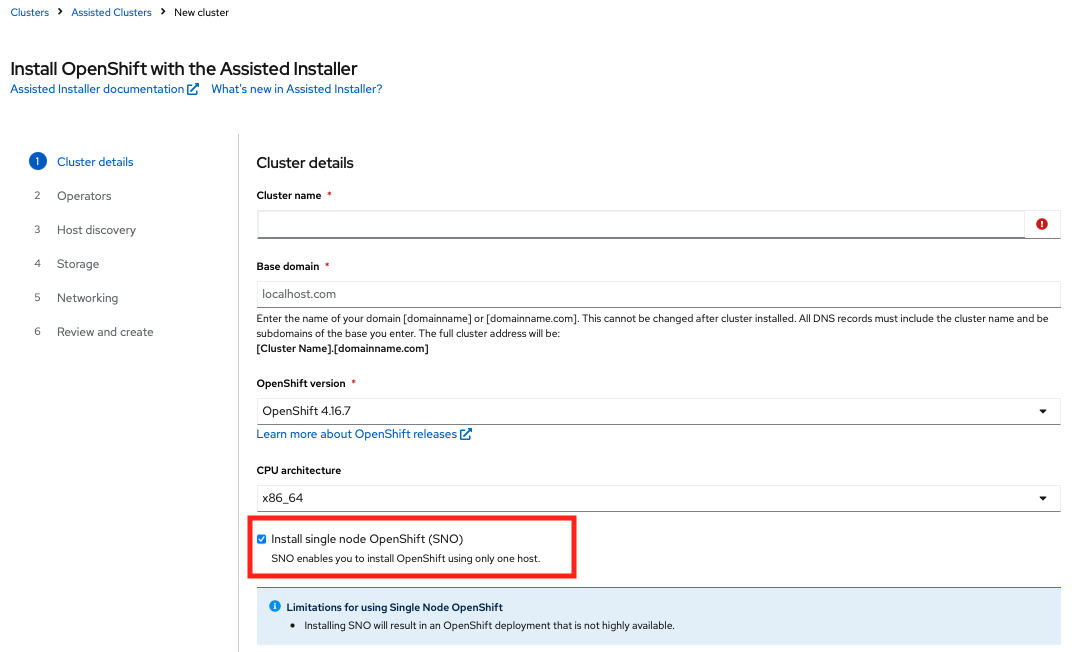 Clusters > Assisted Clusters > New cluster
Install OpenShift with the Assisted Installer
Assisted Installer documentation What's new in Assisted Installer?
1 Cluster details
2 Operators
3 Host discovery
4 Storage
5 Networking
6 Review and create
Cluster details
Cluster name *
Base domain *
localhost.com
Enter the name of your domain [domainname] or [domainname.com]. This cannot be changed after cluster installed. All DNS records must include the cluster name and be
subdomains of the base you enter. The full cluster address will be:
[Cluster Name].[domainname.com]
OpenShift version *
OpenShift 4.16.7
Learn more about OpenShift releases
CPU architecture
x86_64
Install single node OpenShift (SNO)
SNO enables you to install OpenShift using only one host.
Limitations for using Single Node OpenShift
• Installing SNO will result in an OpenShift deployment that is not highly available.